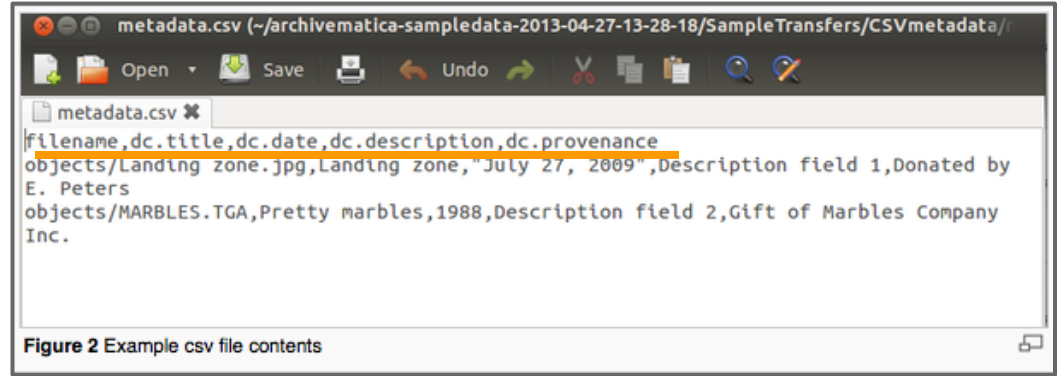 metadata.csv (~/archivematica-sampledata-2013-04-27-13-28-18/SampleTransfers/CSVmetadata/
Open Save Undo
metadata.csv
filename,dc.title,dc.date,dc.description,dc.provenance
objects/Landing zone.jpg,Landing zone,"July 27, 2009",Description field 1,Donated by
E. Peters
objects/MARBLES.TGA,Pretty marbles,1988,Description field 2,Gift of Marbles Company
Inc.
Figure 2 Example csv file contents